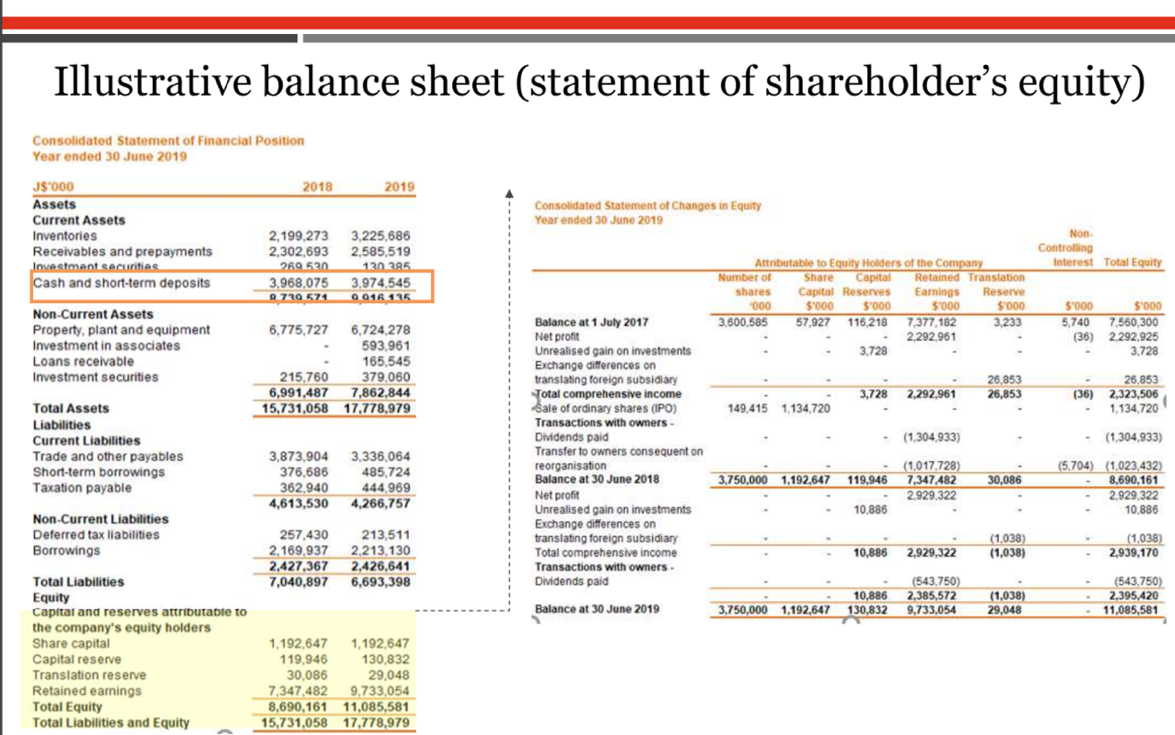 Illustrative balance sheet (statement of shareholder’s equity)
Consolidated Statement of Financial Position
Year ended 30 June 2019
J$'000 2018 2019
Assets
Current Assets
Inventories 2,199,273 3,225,686
Receivables and prepayments 2,302,693 2,585,519
Investment securities 269,530 130,385
Cash and short-term deposits 3,968,075 3,974,545
8,739,571 9,916,135
Non-Current Assets
Property, plant and equipment 6,775,727 6,724,278
Investment in associates - 593,961
Loans receivable - 165,545
Investment securities 215,760 379,060
6,991,487 7,862,844
Total Assets 15,731,058 17,778,979
Liabilities
Current Liabilities
Trade and other payables 3,873,904 3,336,064
Short-term borrowings 376,686 485,724
Taxation payable 362,940 444,969
4,613,530 4,266,757
Non-Current Liabilities
Deferred tax liabilities 257,430 213,511
Borrowings 2,169,937 2,213,130
2,427,367 2,426,641
Total Liabilities 7,040,897 6,693,398
Equity
Capital and reserves attributable to
the company's equity holders
Share capital 1,192,647 1,192,647
Capital reserve 119,946 130,832
Translation reserve 30,086 29,048
Retained earnings 7,347,482 9,733,054
Total Equity 8,690,161 11,085,581
Total Liabilities and Equity 15,731,058 17,778,979
Consolidated Statement of Changes in Equity
Year ended 30 June 2019
Non-
Controlling
Attributable to Equity Holders of the Company Interest Total Equity
Number of Share Capital Retained Translation
shares Capital Reserves Earnings Reserve
'000 $'000 $'000 $'000 $'000 $'000 $'000
Balance at 1 July 2017 3,600,585 57,927 116,218 7,377,182 3,233 5,740 7,560,300
Net profit - - - 2,292,961 - (36) 2,292,925
Unrealised gain on investments - - 3,728 - - - 3,728
Exchange differences on
translating foreign subsidiary - - - - 26,853 - 26,853
Total comprehensive income - - 3,728 2,292,961 26,853 (36) 2,323,506
Sale of ordinary shares (IPO) 149,415 1,134,720 - - - - 1,134,720
Transactions with owners -
Dividends paid - - - (1,304,933) - - (1,304,933)
Transfer to owners consequent on
reorganisation - - - (1,017,728) - (5,704) (1,023,432)
Balance at 30 June 2018 3,750,000 1,192,647 119,946 7,347,482 30,086 - 8,690,161
Net profit - - - 2,929,322 - - 2,929,322
Unrealised gain on investments - - 10,886 - - - 10,886
Exchange differences on
translating foreign subsidiary - - - - (1,038) - (1,038)
Total comprehensive income - - 10,886 2,929,322 (1,038) - 2,939,170
Transactions with owners -
Dividends paid - - - (543,750) - - (543,750)
- - 10,886 2,385,572 (1,038) - 2,395,420
Balance at 30 June 2019 3,750,000 1,192,647 130,832 9,733,054 29,048 - 11,085,581